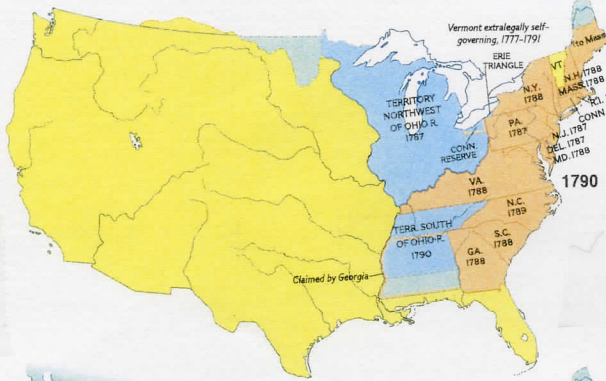 Vermont extralegally self-
governing, 1777-1791
ERIE
TRIANGLE
(to Mass.
VT.
N.H. 1788
MASS. 1788
R.I.
CONN.
N.Y.
1788
TERRITORY
NORTHWEST
OF OHIO R.
1787
PA.
1787
N.J. 1787
DEL. 1787
MD. 1788
CONN.
RESERVE
1790
VA.
1788
N.C.
1789
TERR. SOUTH
OF OHIO R.
1790
S.C.
1788
GA.
1788
Claimed by Georgia